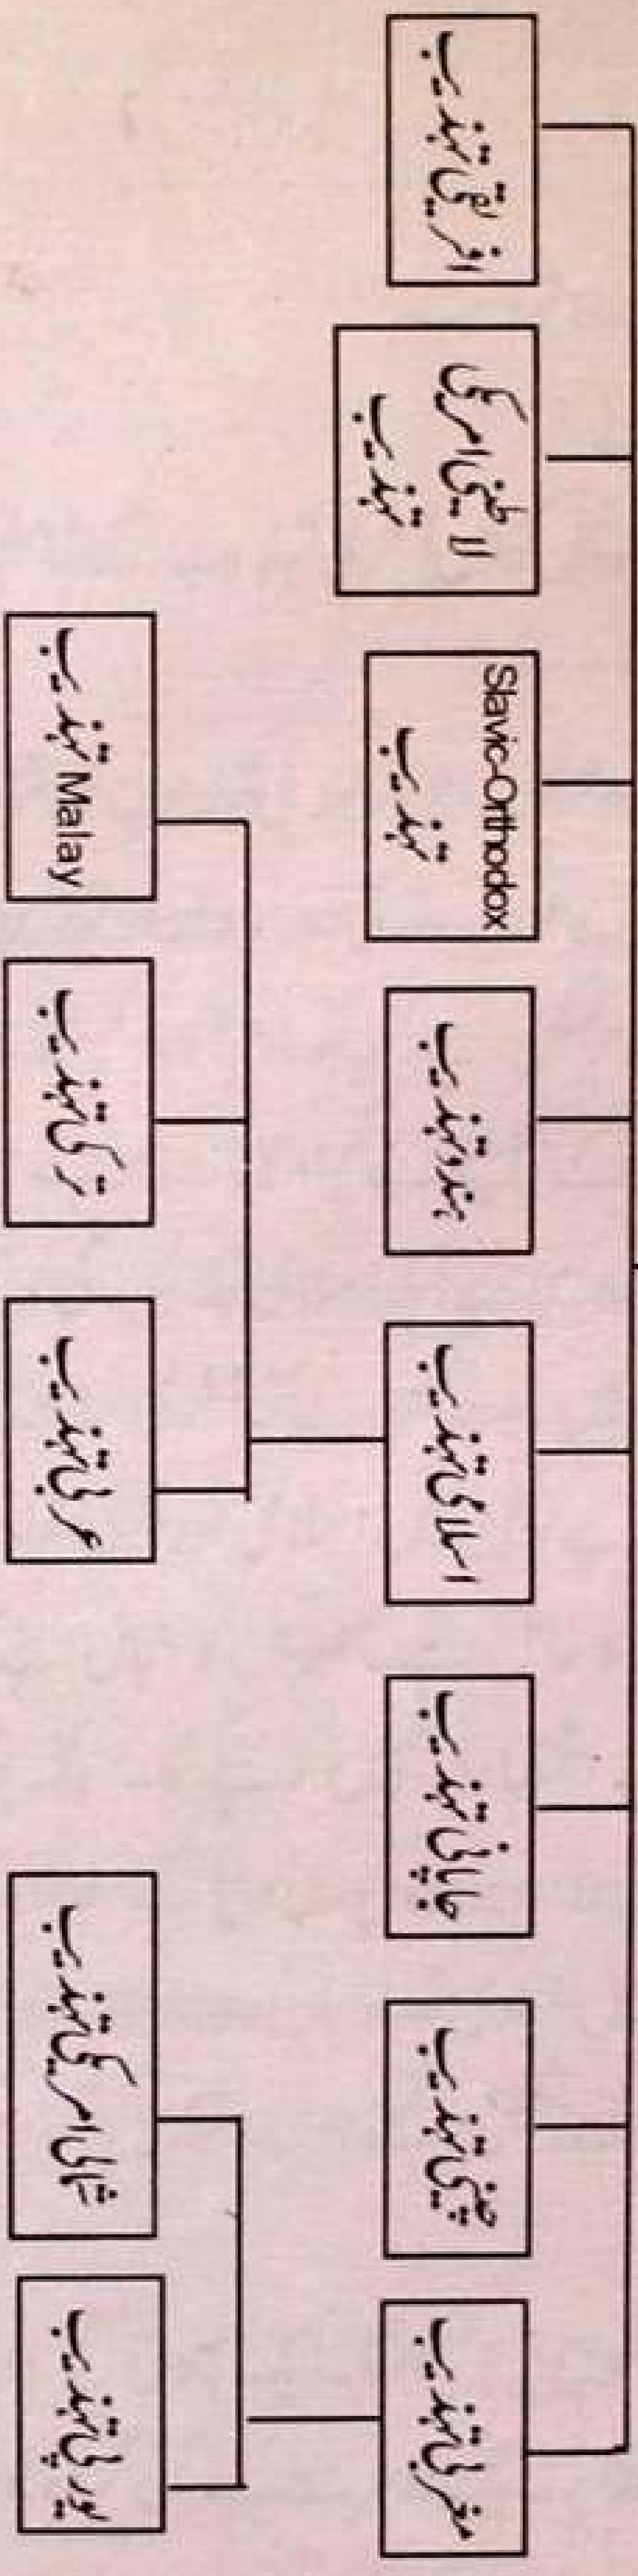 مغربی تہذیب
چینی تہذیب
جاپانی تہذیب
اسلامی تہذیب
ہندو تہذیب
Slavic-Orthodox
تہذیب
لاطینی امریکی
تہذیب
افریقی تہذیب
یورپی تہذیب
شمالی امریکی تہذیب
عربی تہذیب
ترکی تہذیب
Malay تہذیب